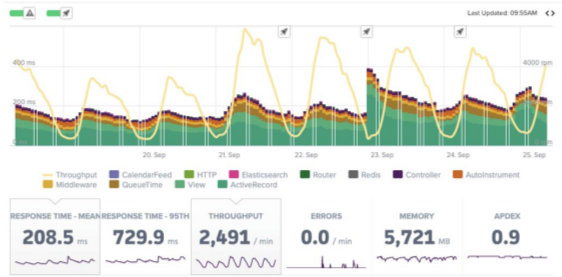 Last Updated: 09:55AM
400 ms
4000 rpm
200 ms
20. Sep
21. Sep
22. Sep
23. Sep
24. Sep
25. Sep
Throughput CalendarFeed HTTP Elasticsearch Router Redis Controller AutoInstrument
Middleware QueueTime View ActiveRecord
RESPONSE TIME - MEAN RESPONSE TIME - 95TH THROUGHPUT ERRORS MEMORY APDEX
208.5 ms 729.9 ms 2,491 / min 0.0 / min 5,721 MB 0.9